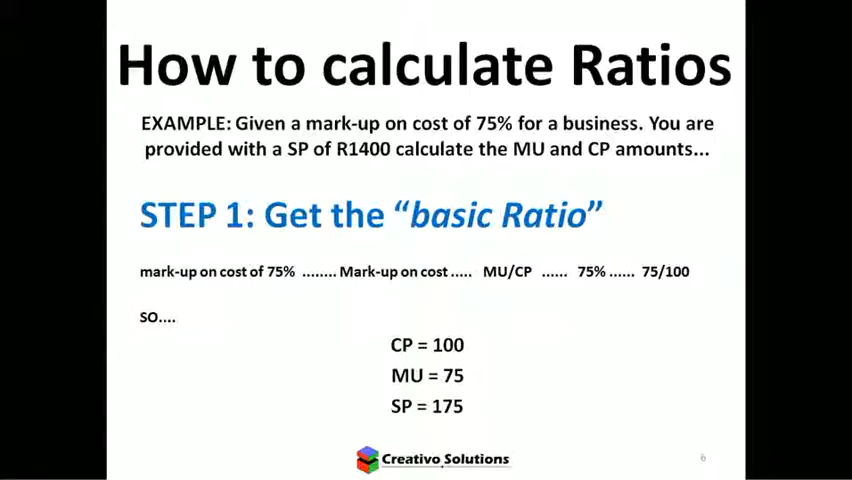 How to calculate Ratios
EXAMPLE: Given a mark-up on cost of 75% for a business. You are
provided with a SP of R1400 calculate the MU and CP amounts...
STEP 1: Get the “basic Ratio”
mark-up on cost of 75% ........ Mark-up on cost ..... MU/CP ...... 75% ...... 75/100
SO....
CP = 100
MU = 75
SP = 175
Creativo Solutions
6